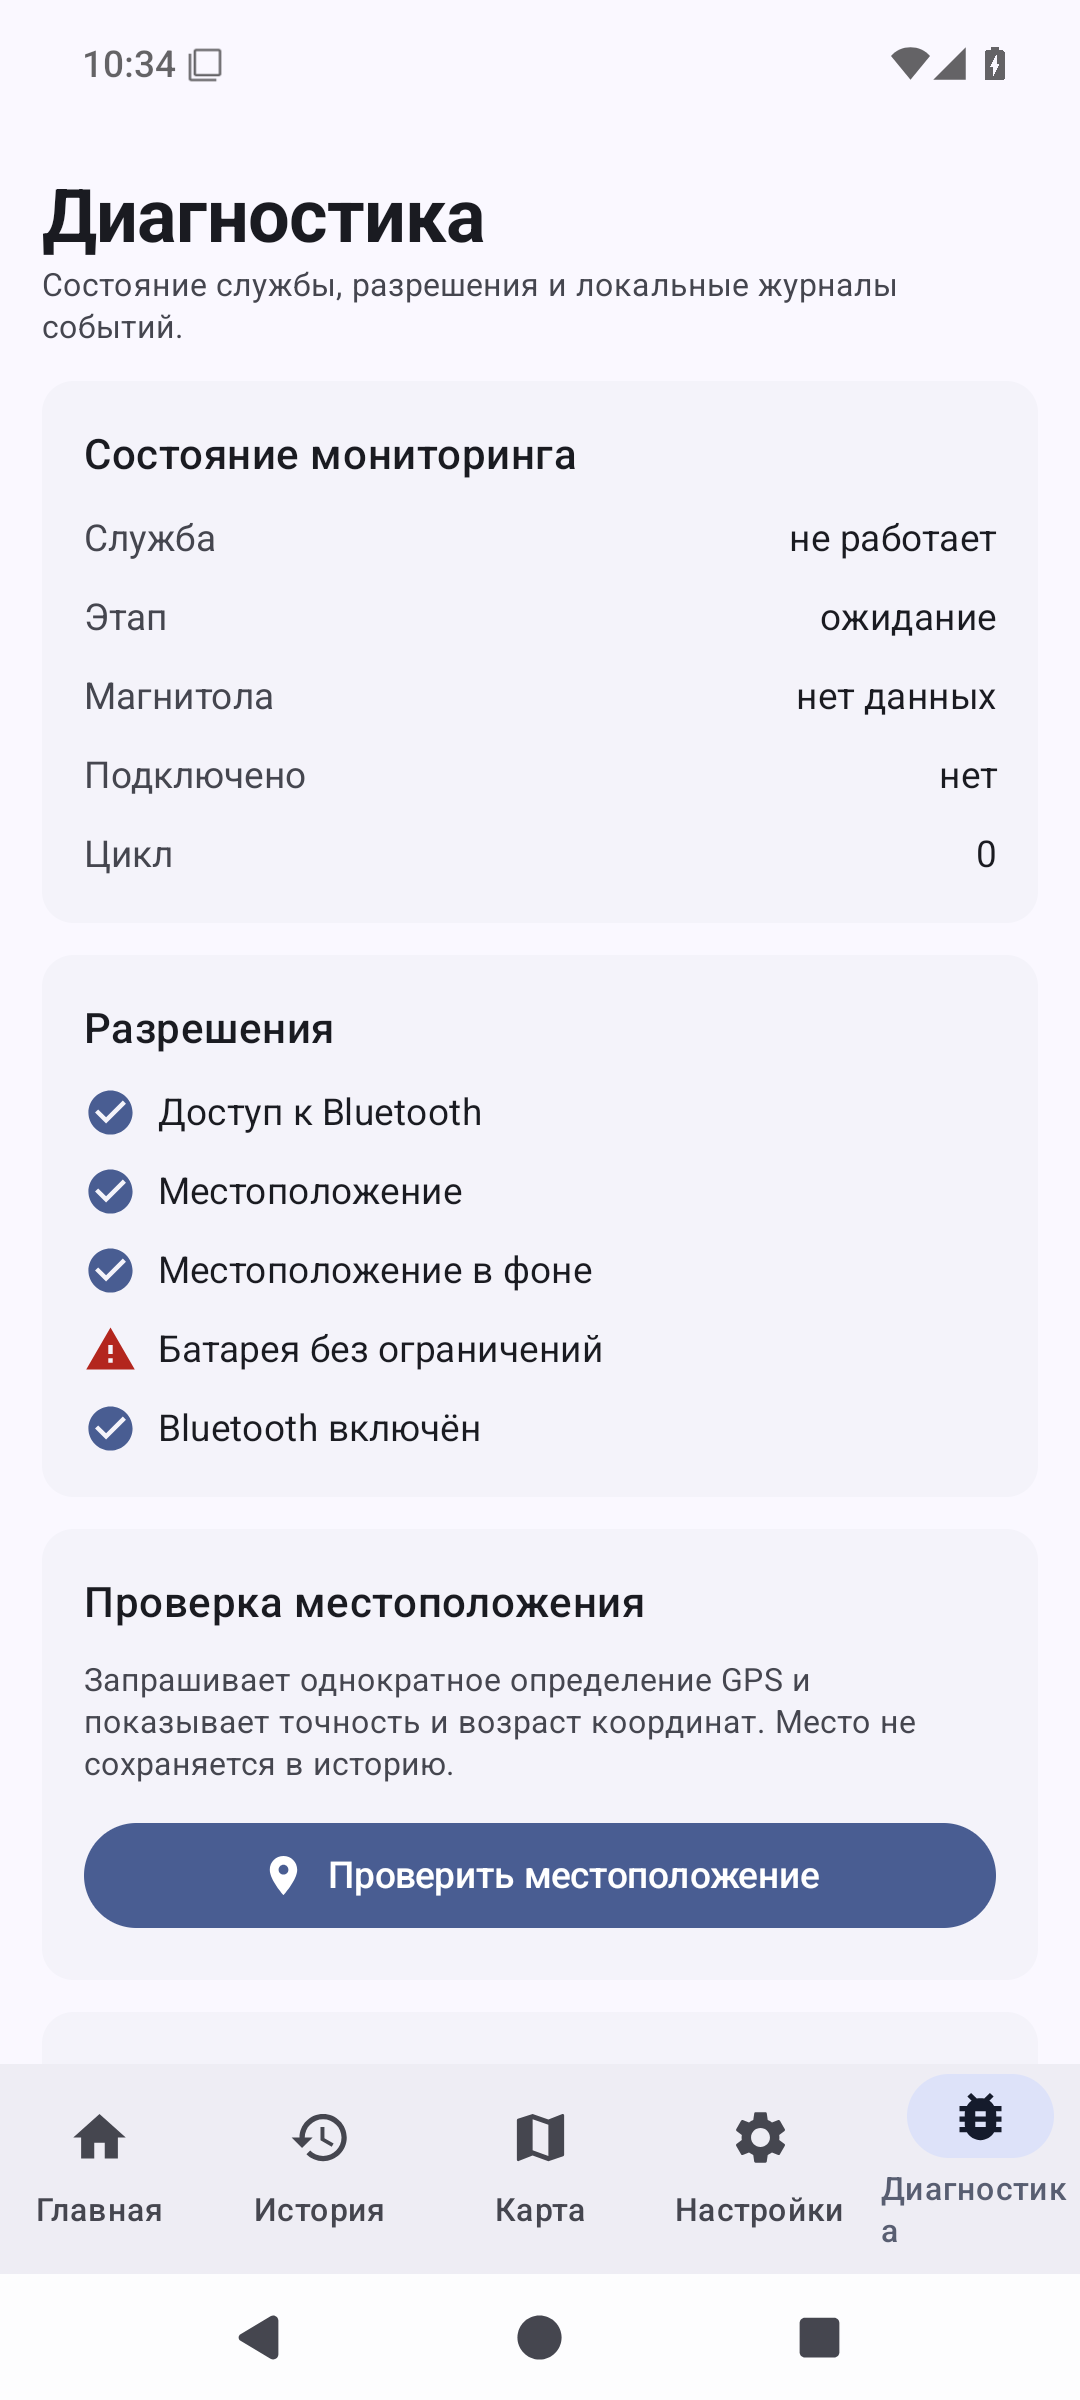 10:34
Диагностика
Состояние службы, разрешения и локальные журналы
событий.
Состояние мониторинга
Служба не работает
Этап ожидание
Магнитола нет данных
Подключено нет
Цикл 0
Разрешения
Доступ к Bluetooth
Местоположение
Местоположение в фоне
Батарея без ограничений
Bluetooth включён
Проверка местоположения
Запрашивает однократное определение GPS и
показывает точность и возраст координат. Место не
сохраняется в историю.
Проверить местоположение
Главная
История
Карта
Настройки
Диагностик
а